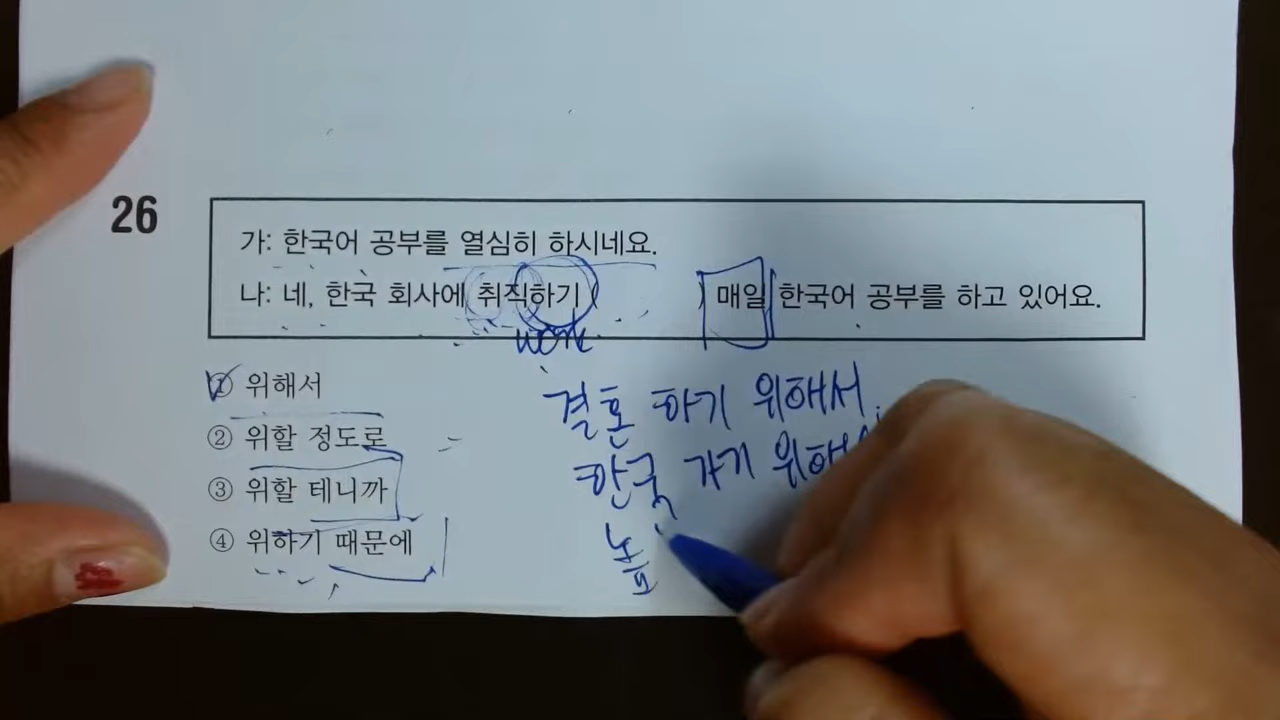 26
가: 한국어 공부를 열심히 하시네요.
나: 네, 한국 회사에 취직하기 ( ) 매일 한국어 공부를 하고 있어요.
work
① 위해서
② 위할 정도로
③ 위할 테니까
④ 위하기 때문에
결혼 하기 위해서
한국 가기 위해